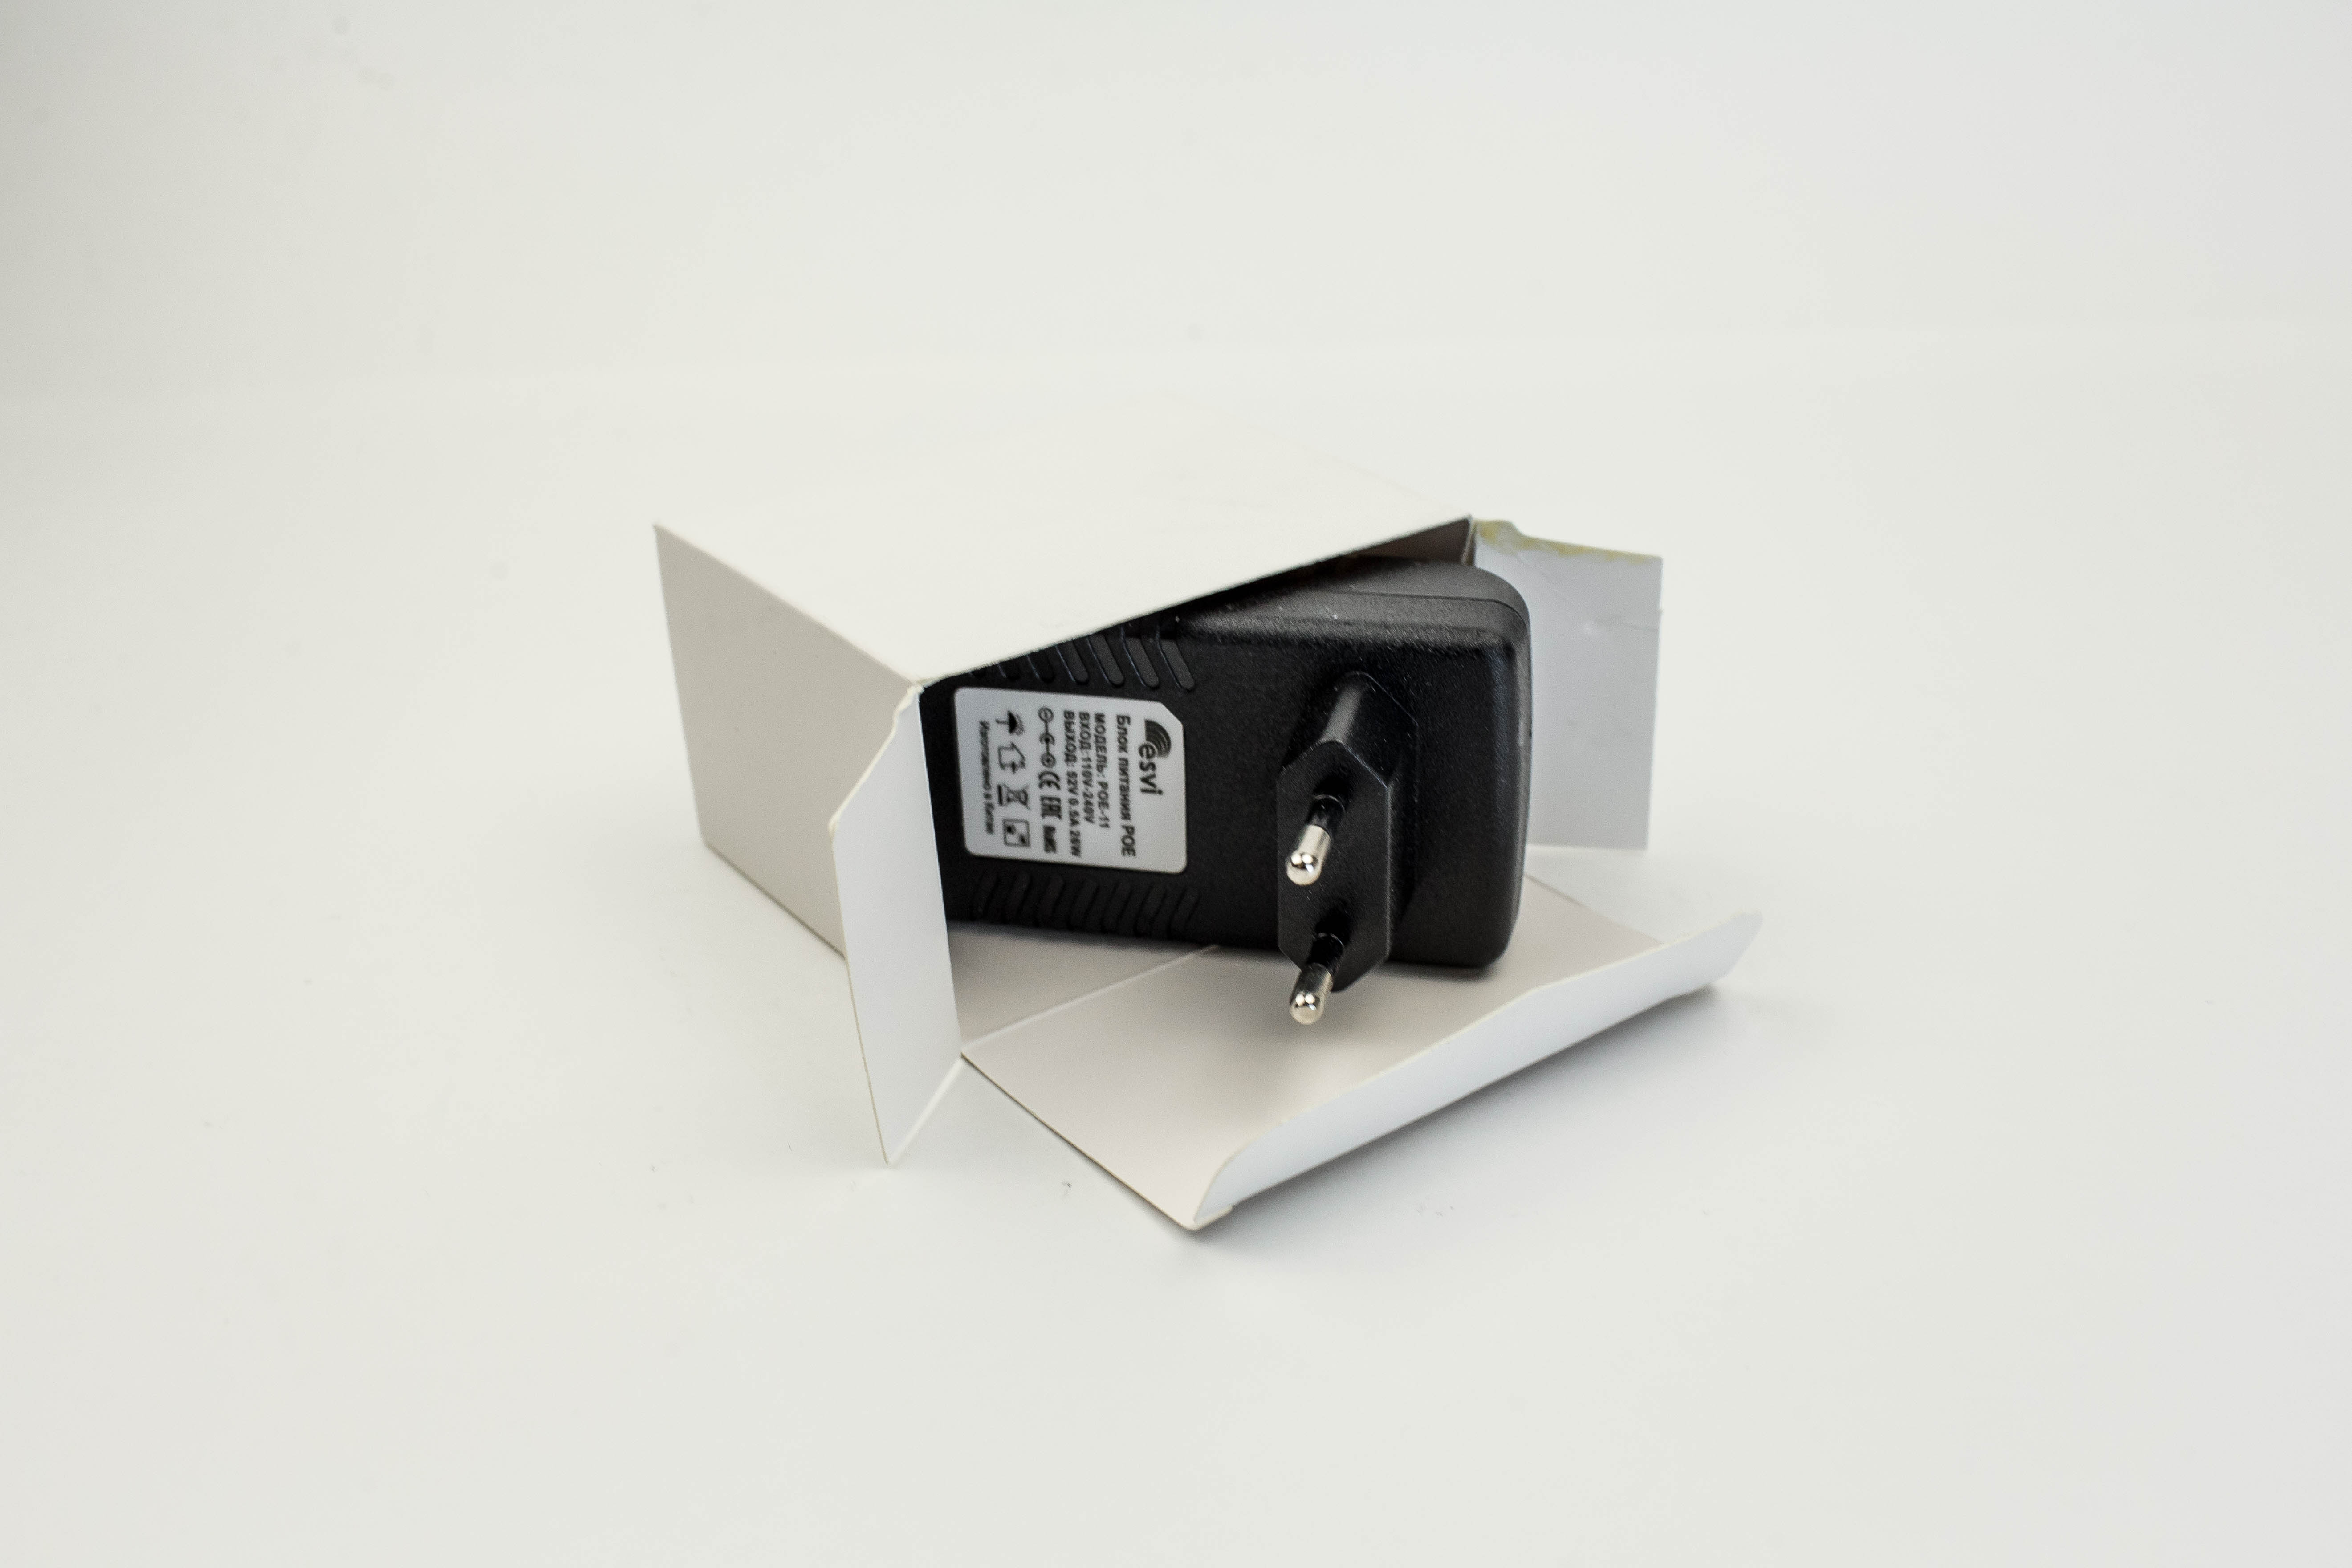 esvi
Блюк питания POE
МОДЕЛЬ: POE-11
ВХОД:110V-240V
ВЫХОД: 52V 0.5A 26W
CE EAC RoHS
Изготовлено в Китае